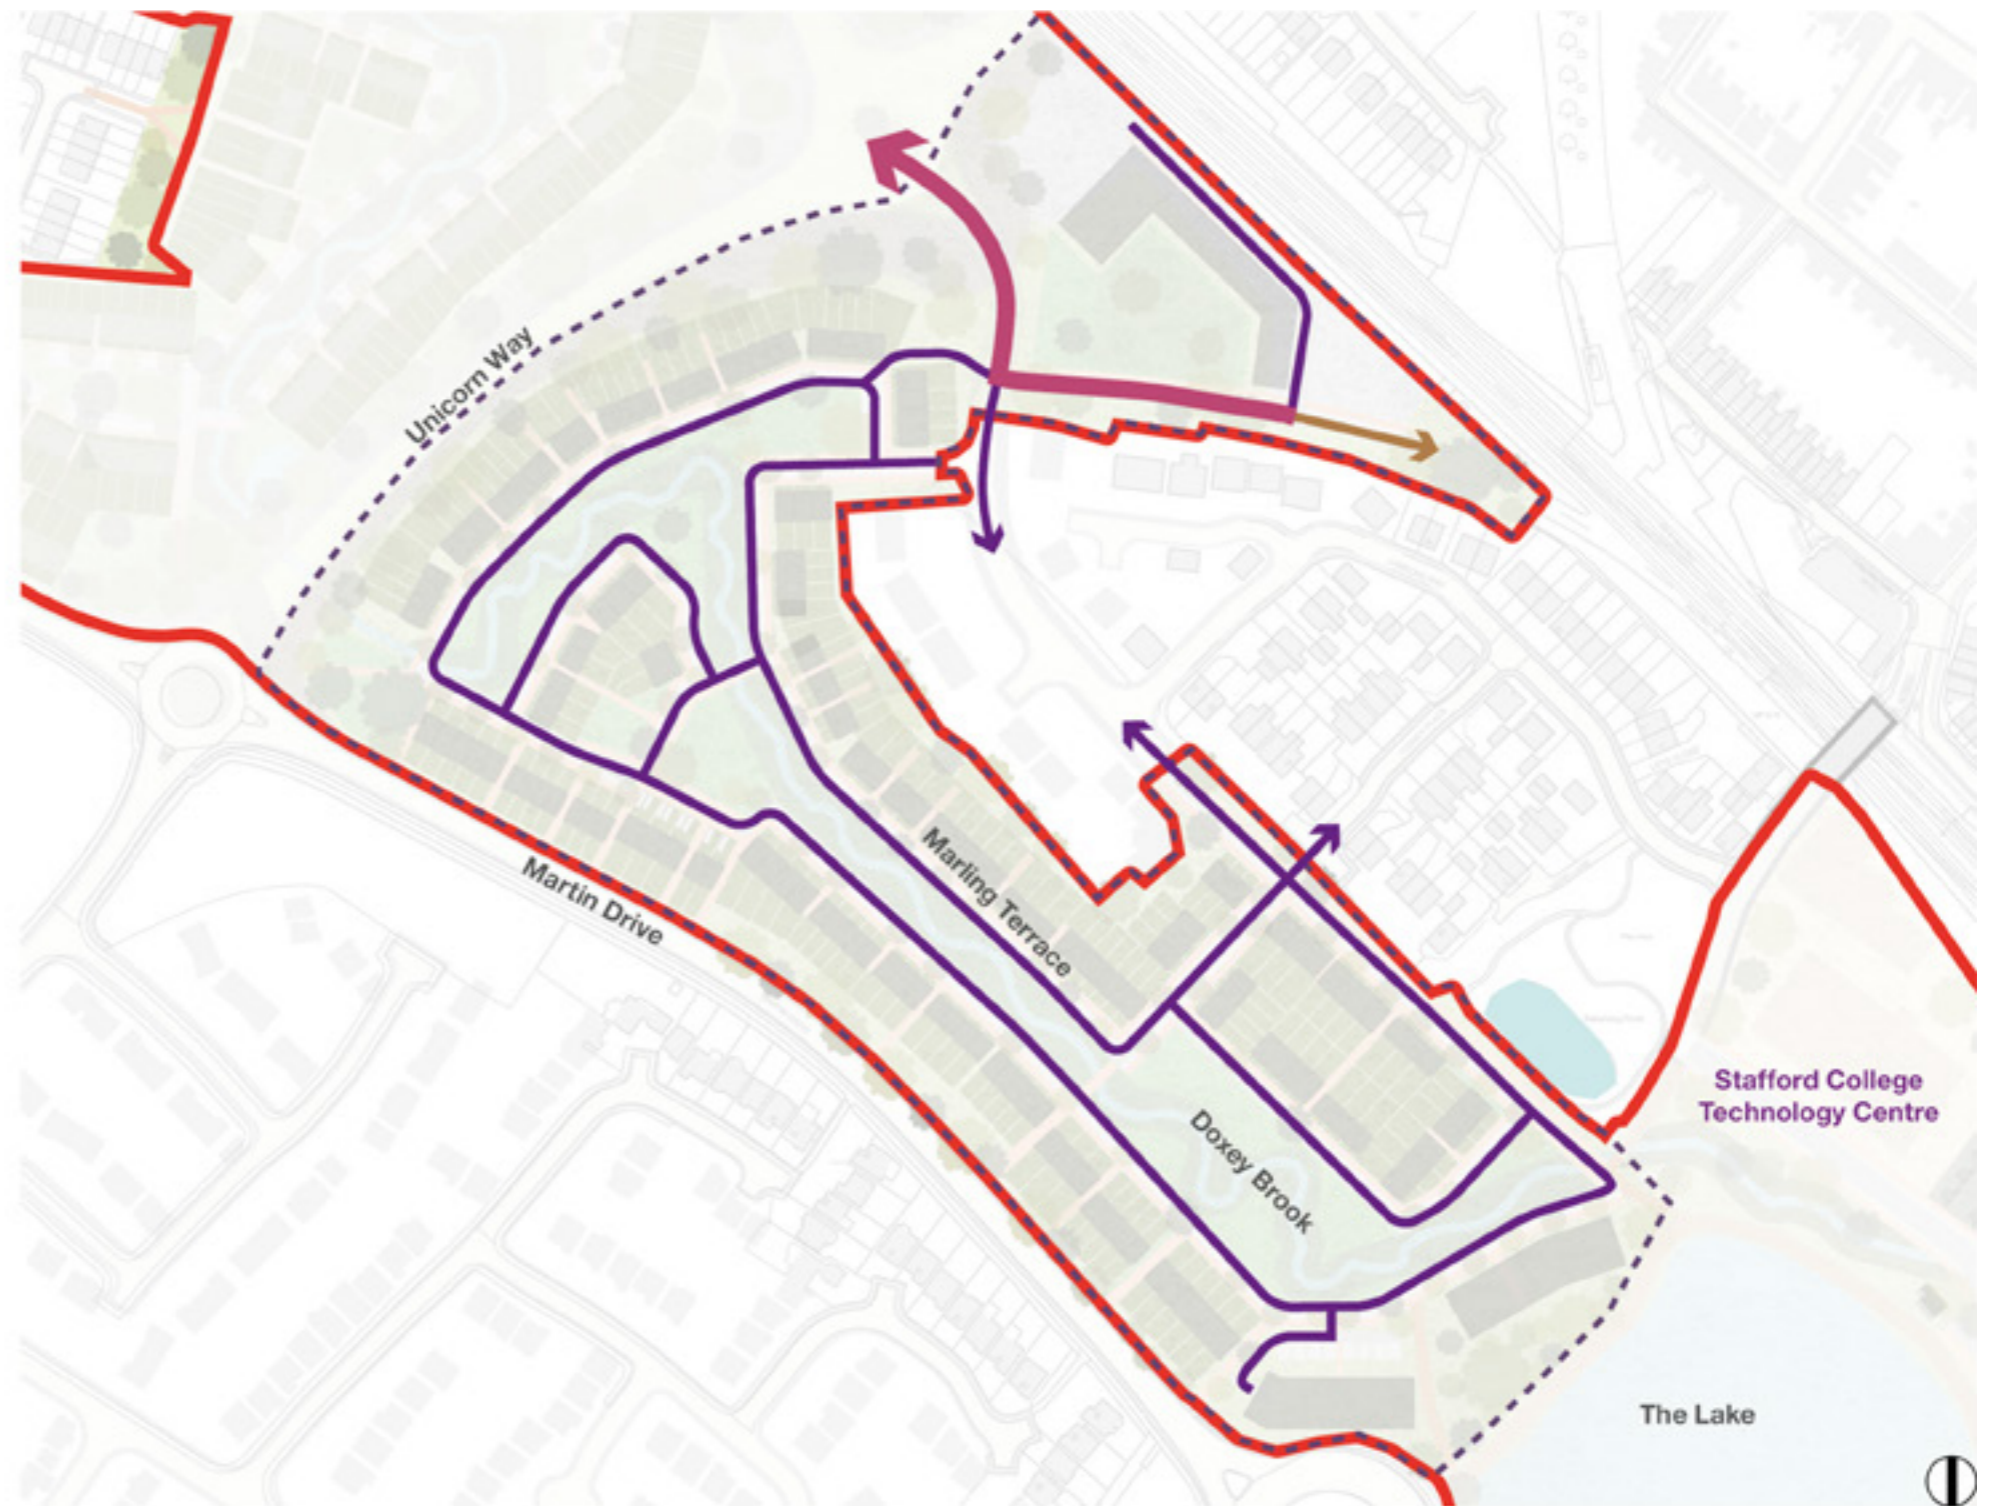 Unicorn Way
Martin Drive
Marling Terrace
Doxey Brook
Stafford College
Technology Centre
The Lake